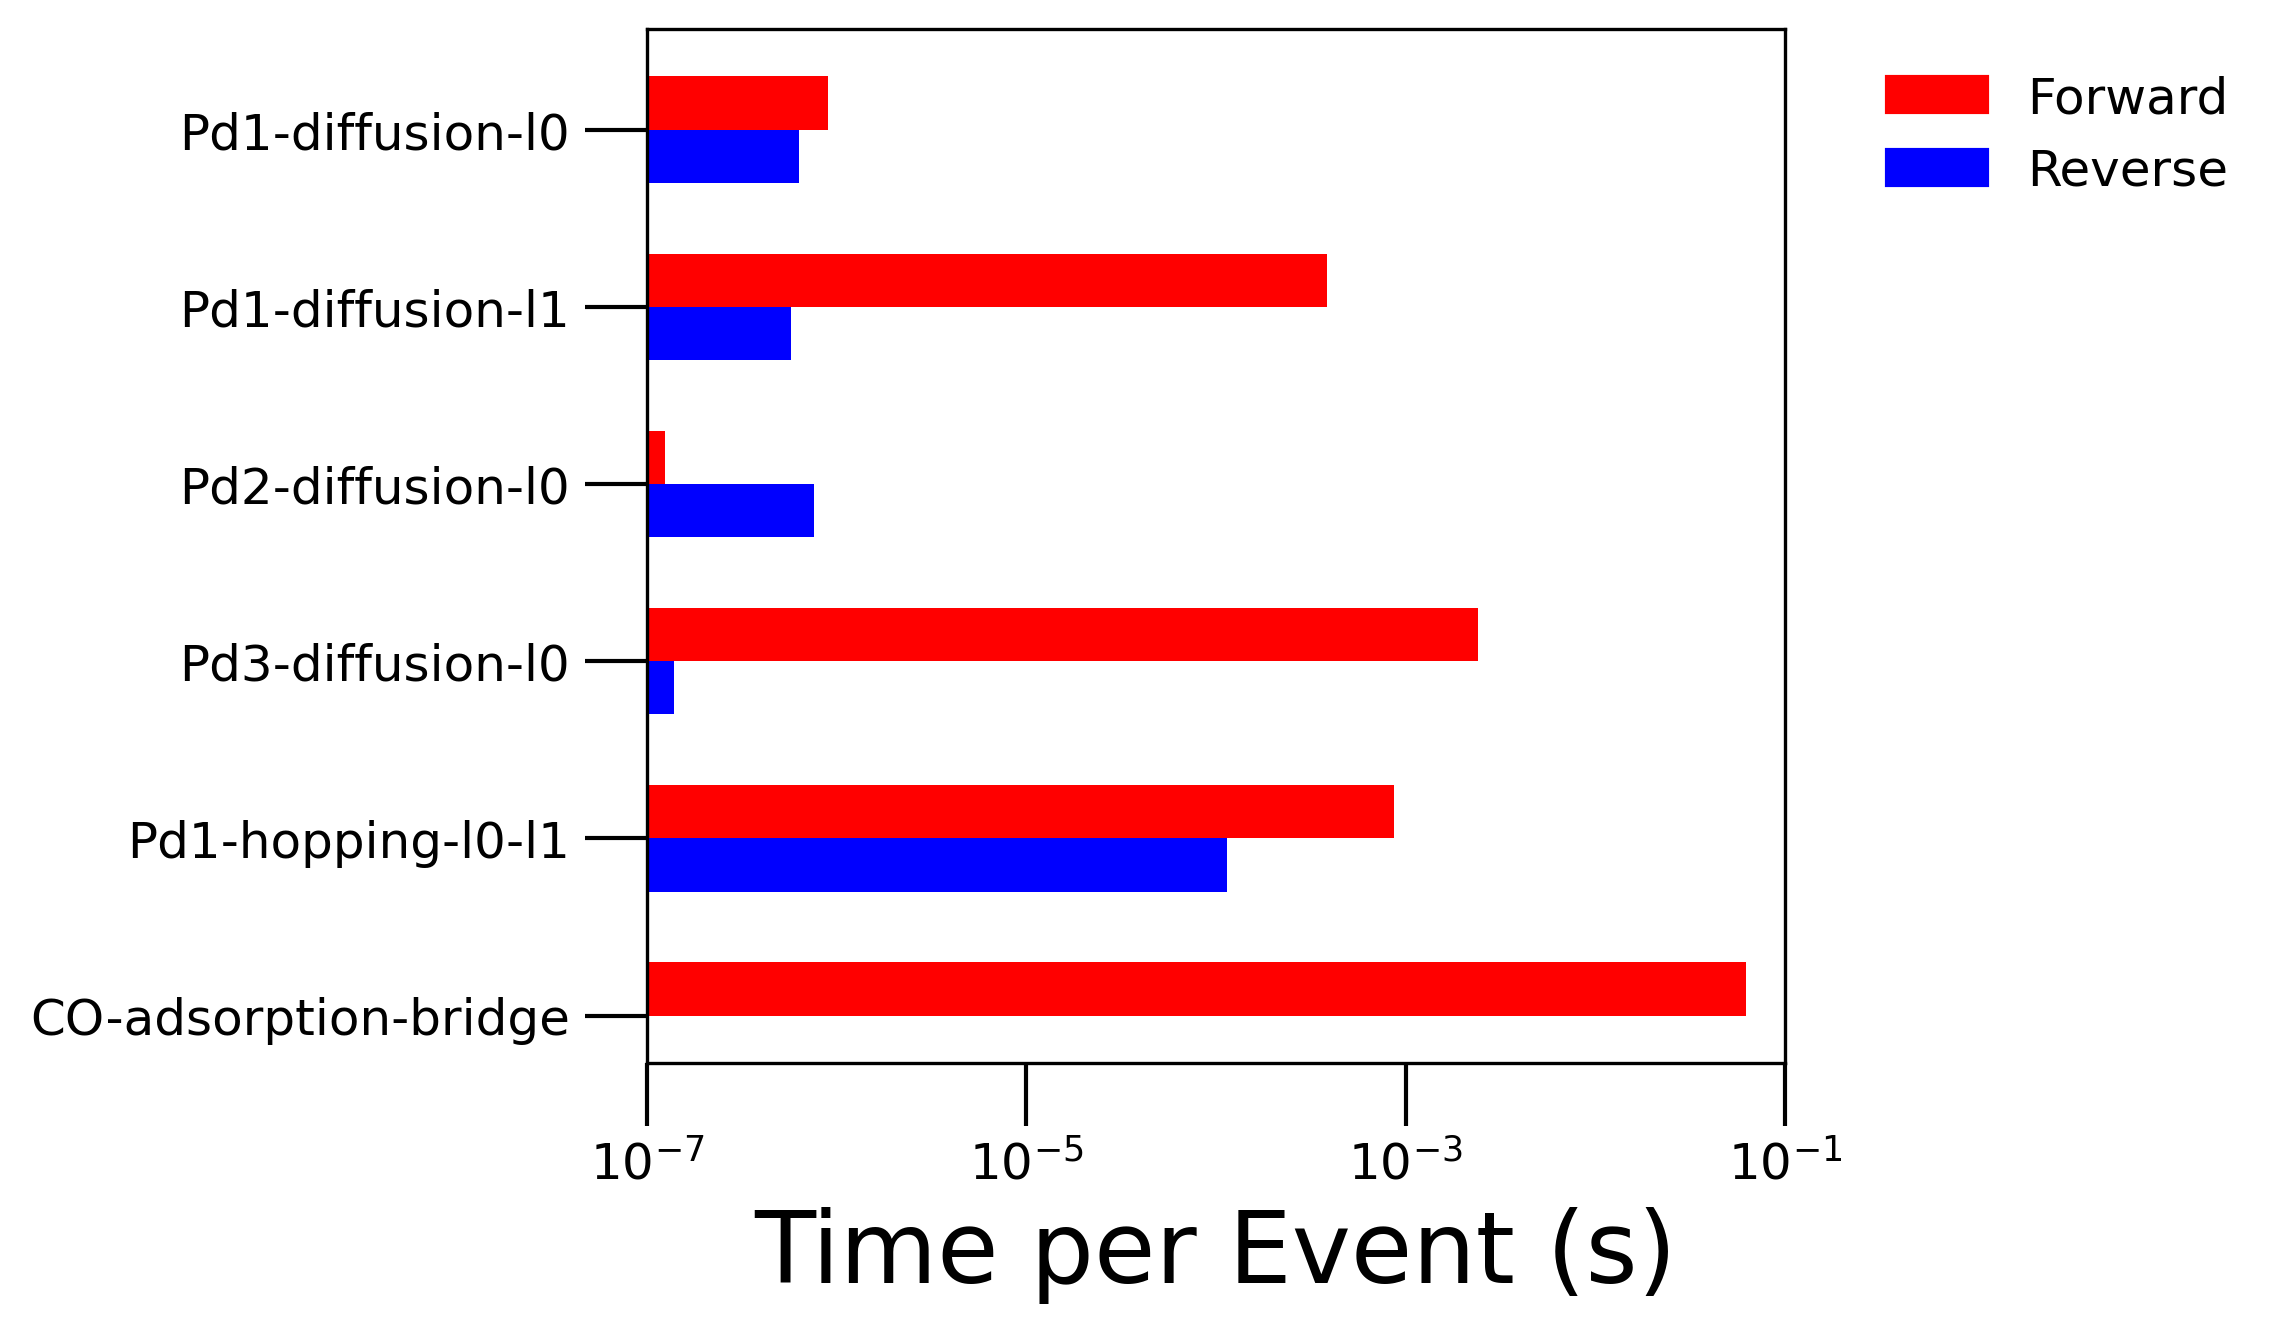 Forward
Reverse
Pd1-diffusion-l0
Pd1-diffusion-l1
Pd2-diffusion-l0
Pd3-diffusion-l0
Pd1-hopping-l0-l1
CO-adsorption-bridge
10⁻⁷ 10⁻⁵ 10⁻³ 10⁻¹
Time per Event (s)